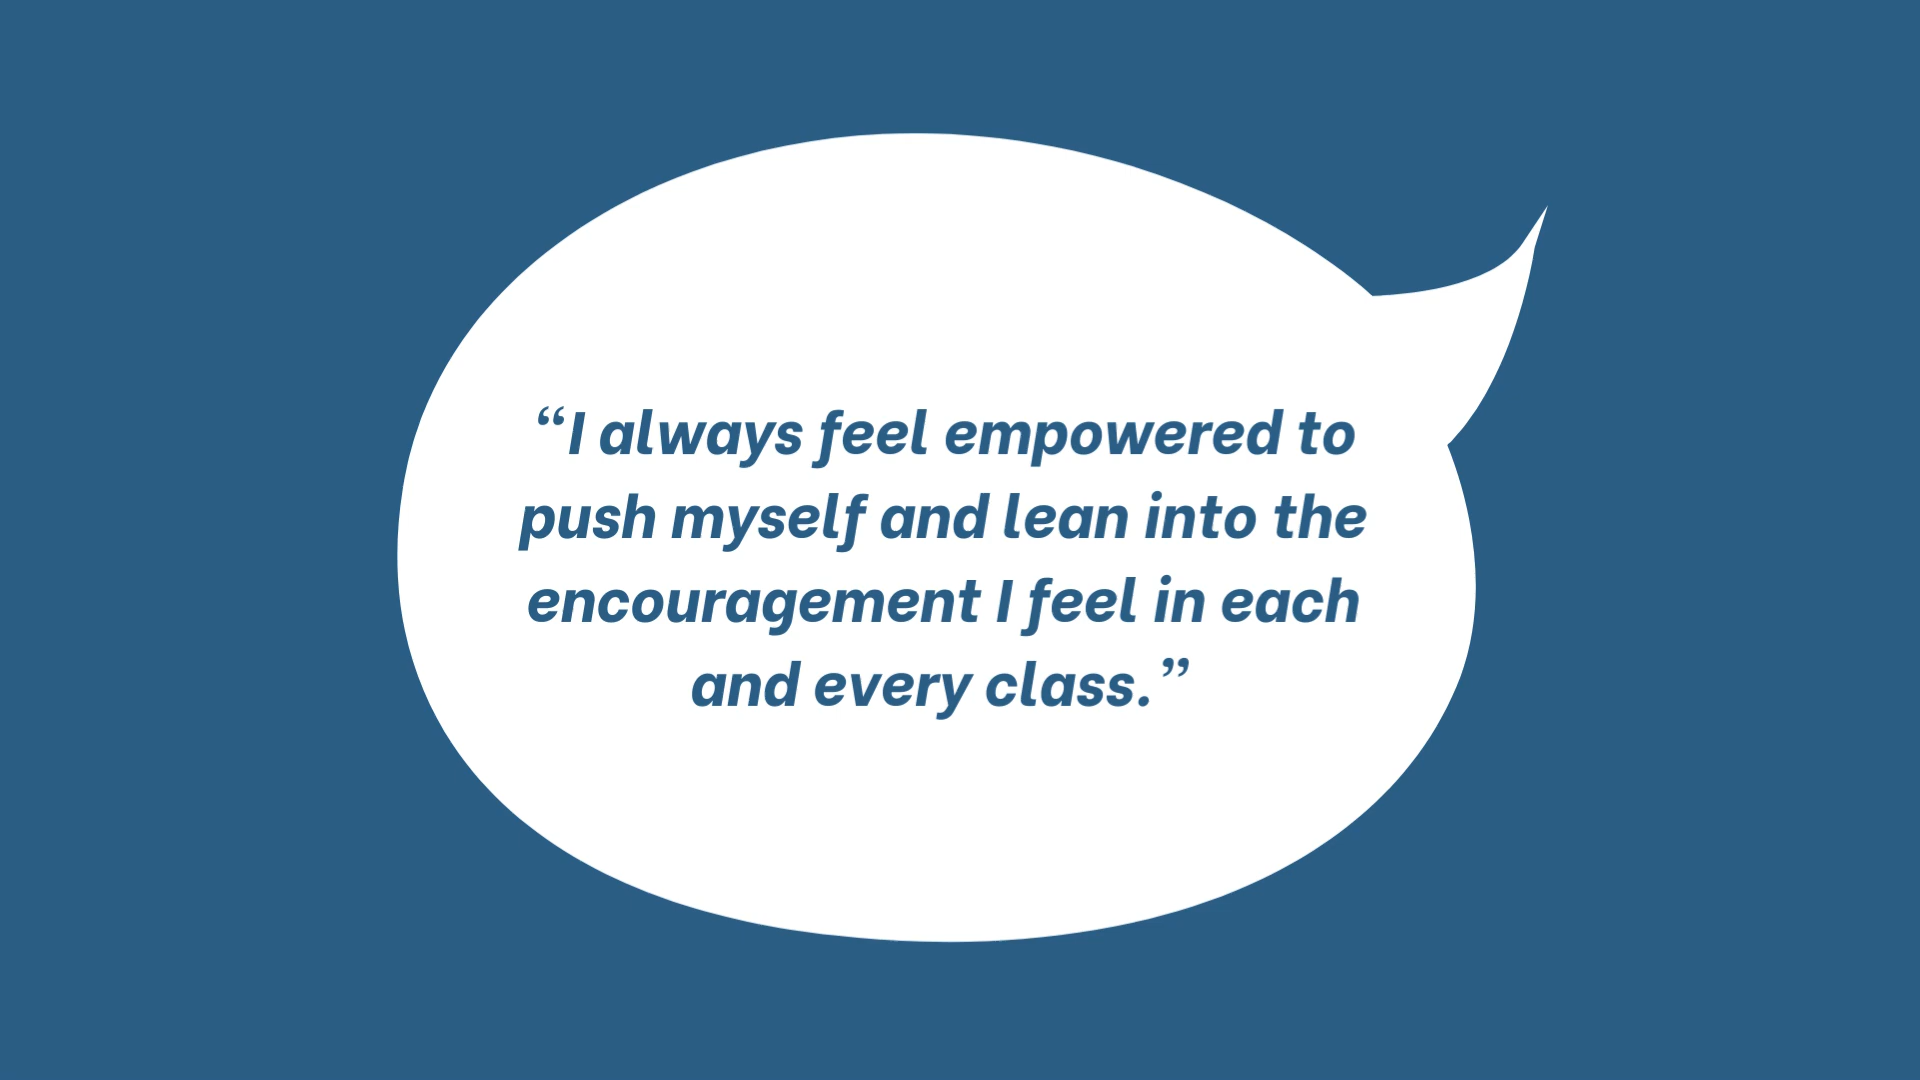 “I always feel empowered to
push myself and lean into the
encouragement I feel in each
and every class.”